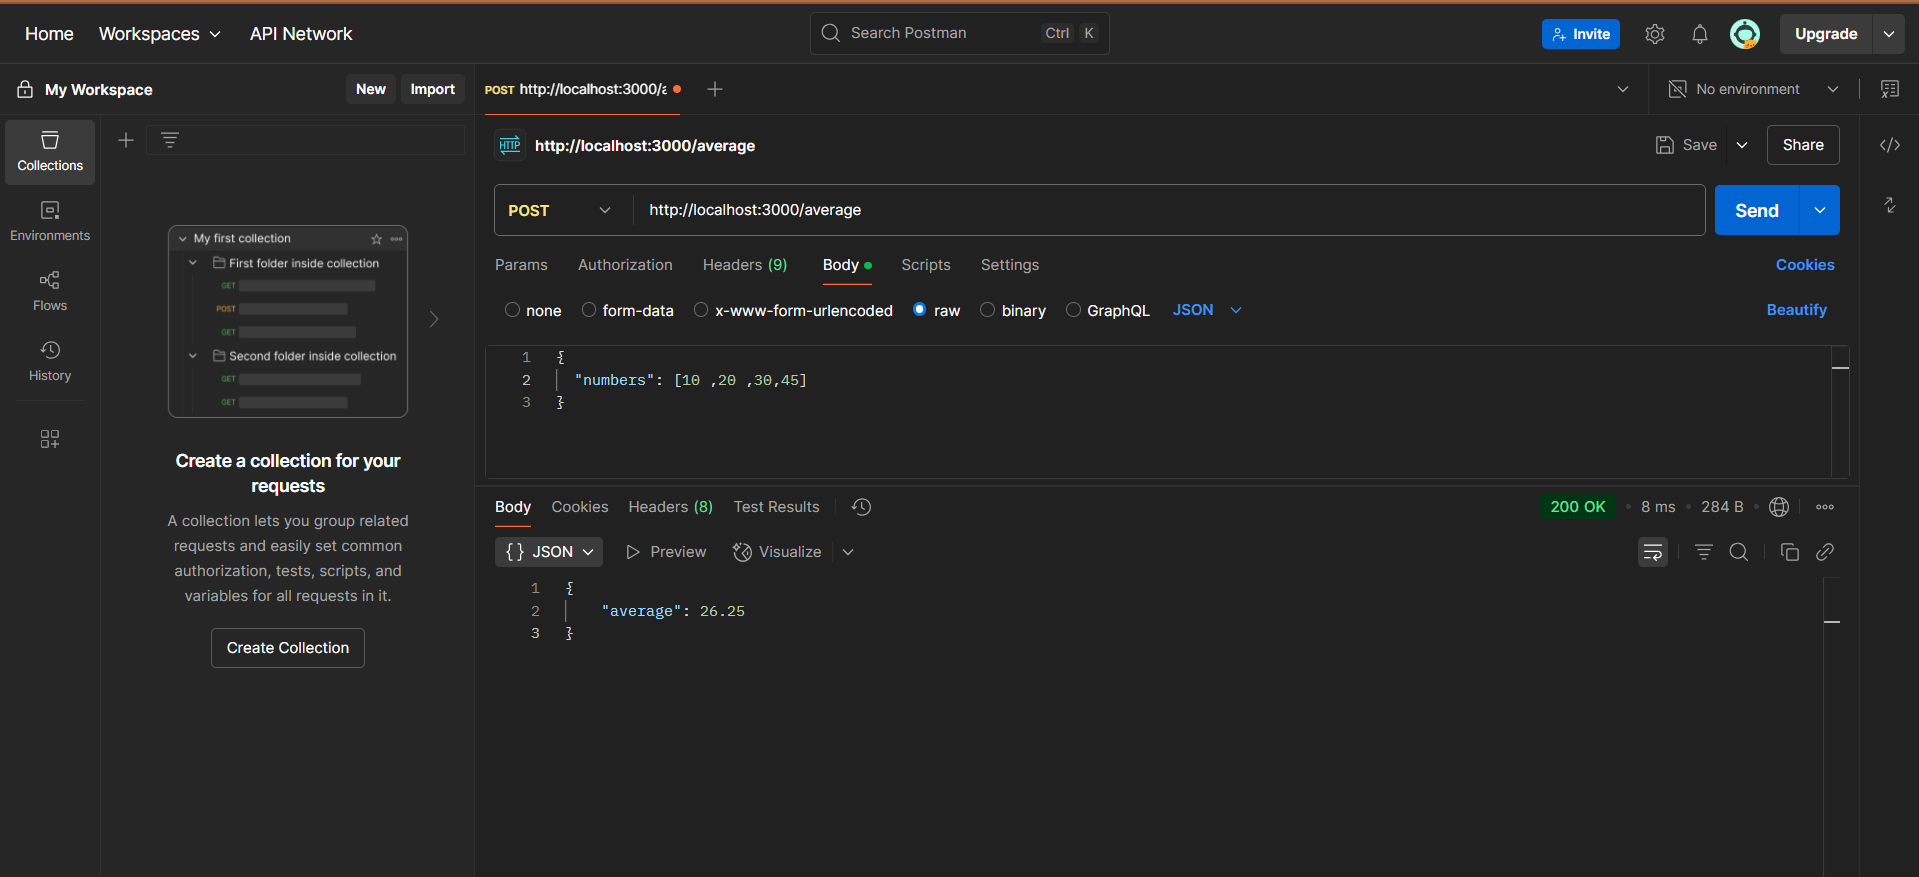 Home Workspaces API Network Search Postman Ctrl K Invite Upgrade
My Workspace New Import POST http://localhost:3000/a No environment
Collections
Environments
Flows
History
My first collection
First folder inside collection
GET
POST
GET
Second folder inside collection
GET
GET
Create a collection for your
requests
A collection lets you group related
requests and easily set common
authorization, tests, scripts, and
variables for all requests in it.
Create Collection
HTTP http://localhost:3000/average Save Share
POST http://localhost:3000/average Send
Params Authorization Headers (9) Body Scripts Settings Cookies
none form-data x-www-form-urlencoded raw binary GraphQL JSON Beautify
1 {
2 "numbers": [10 ,20 ,30,45]
3 }
Body Cookies Headers (8) Test Results 200 OK • 8 ms • 284 B •
{} JSON Preview Visualize
1 {
2 "average": 26.25
3 }